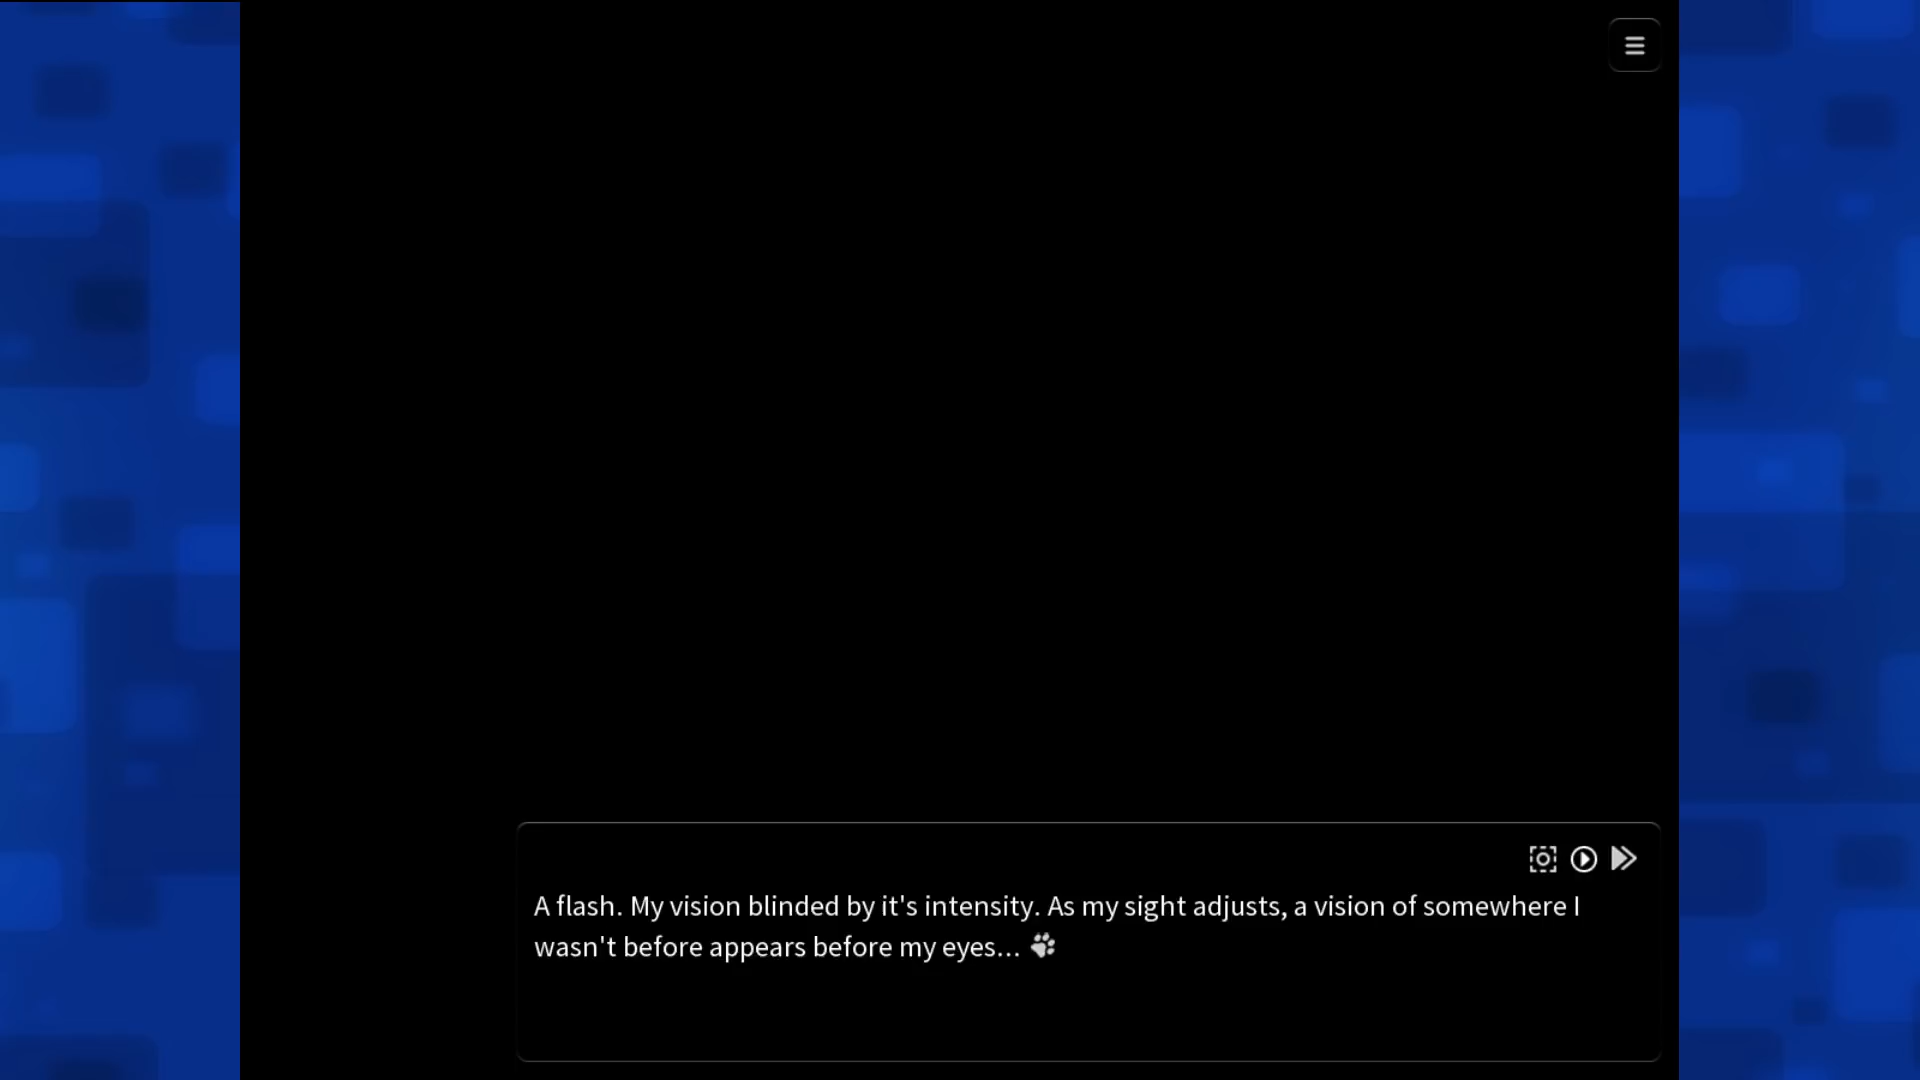 A flash. My vision blinded by it's intensity. As my sight adjusts, a vision of somewhere I
wasn't before appears before my eyes...